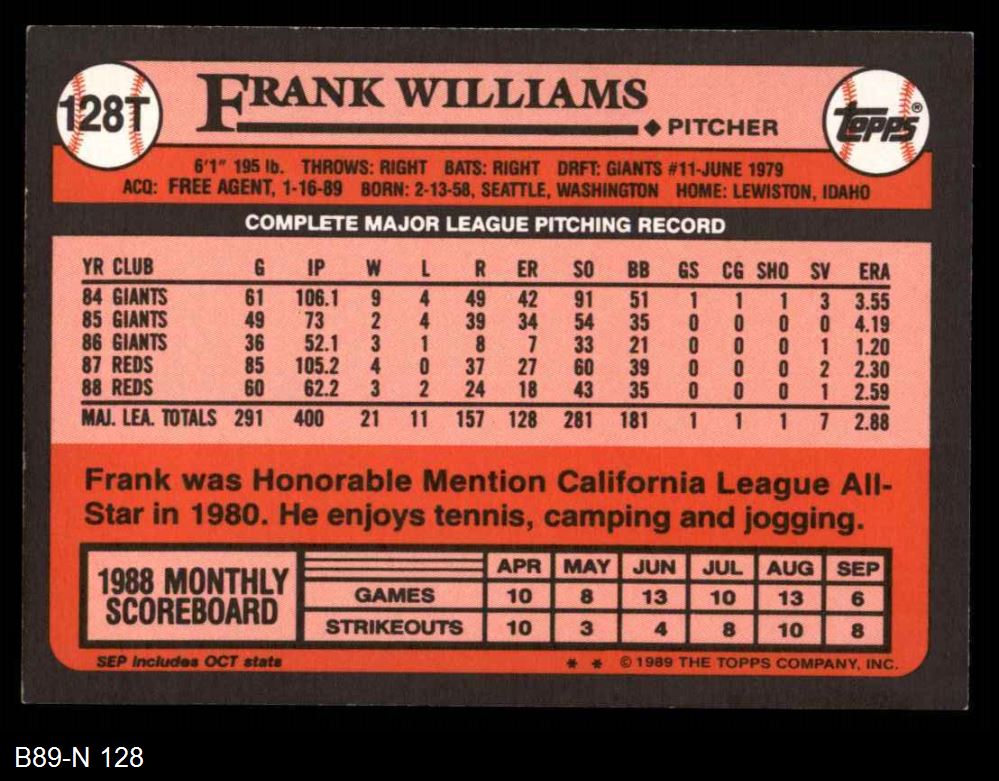 128T
FRANK WILLIAMS
◆ PITCHER
TOPPS®
6'1" 195 lb. THROWS: RIGHT BATS: RIGHT DRFT: GIANTS #11-JUNE 1979
ACQ: FREE AGENT, 1-16-89 BORN: 2-13-58, SEATTLE, WASHINGTON HOME: LEWISTON, IDAHO
COMPLETE MAJOR LEAGUE PITCHING RECORD
YR CLUB G IP W L R ER SO BB GS CG SHO SV ERA
84 GIANTS 61 106.1 9 4 49 42 91 51 1 1 1 3 3.55
85 GIANTS 49 73 2 4 39 34 54 35 0 0 0 0 4.19
86 GIANTS 36 52.1 3 1 8 7 33 21 0 0 0 1 1.20
87 REDS 85 105.2 4 0 37 27 60 39 0 0 0 2 2.30
88 REDS 60 62.2 3 2 24 18 43 35 0 0 0 1 2.59
MAJ. LEA. TOTALS 291 400 21 11 157 128 281 181 1 1 1 7 2.88
Frank was Honorable Mention California League All-
Star in 1980. He enjoys tennis, camping and jogging.
1988 MONTHLY
SCOREBOARD
APR MAY JUN JUL AUG SEP
GAMES 10 8 13 10 13 6
STRIKEOUTS 10 3 4 8 10 8
SEP includes OCT stats
* * © 1989 THE TOPPS COMPANY, INC.
B89-N 128